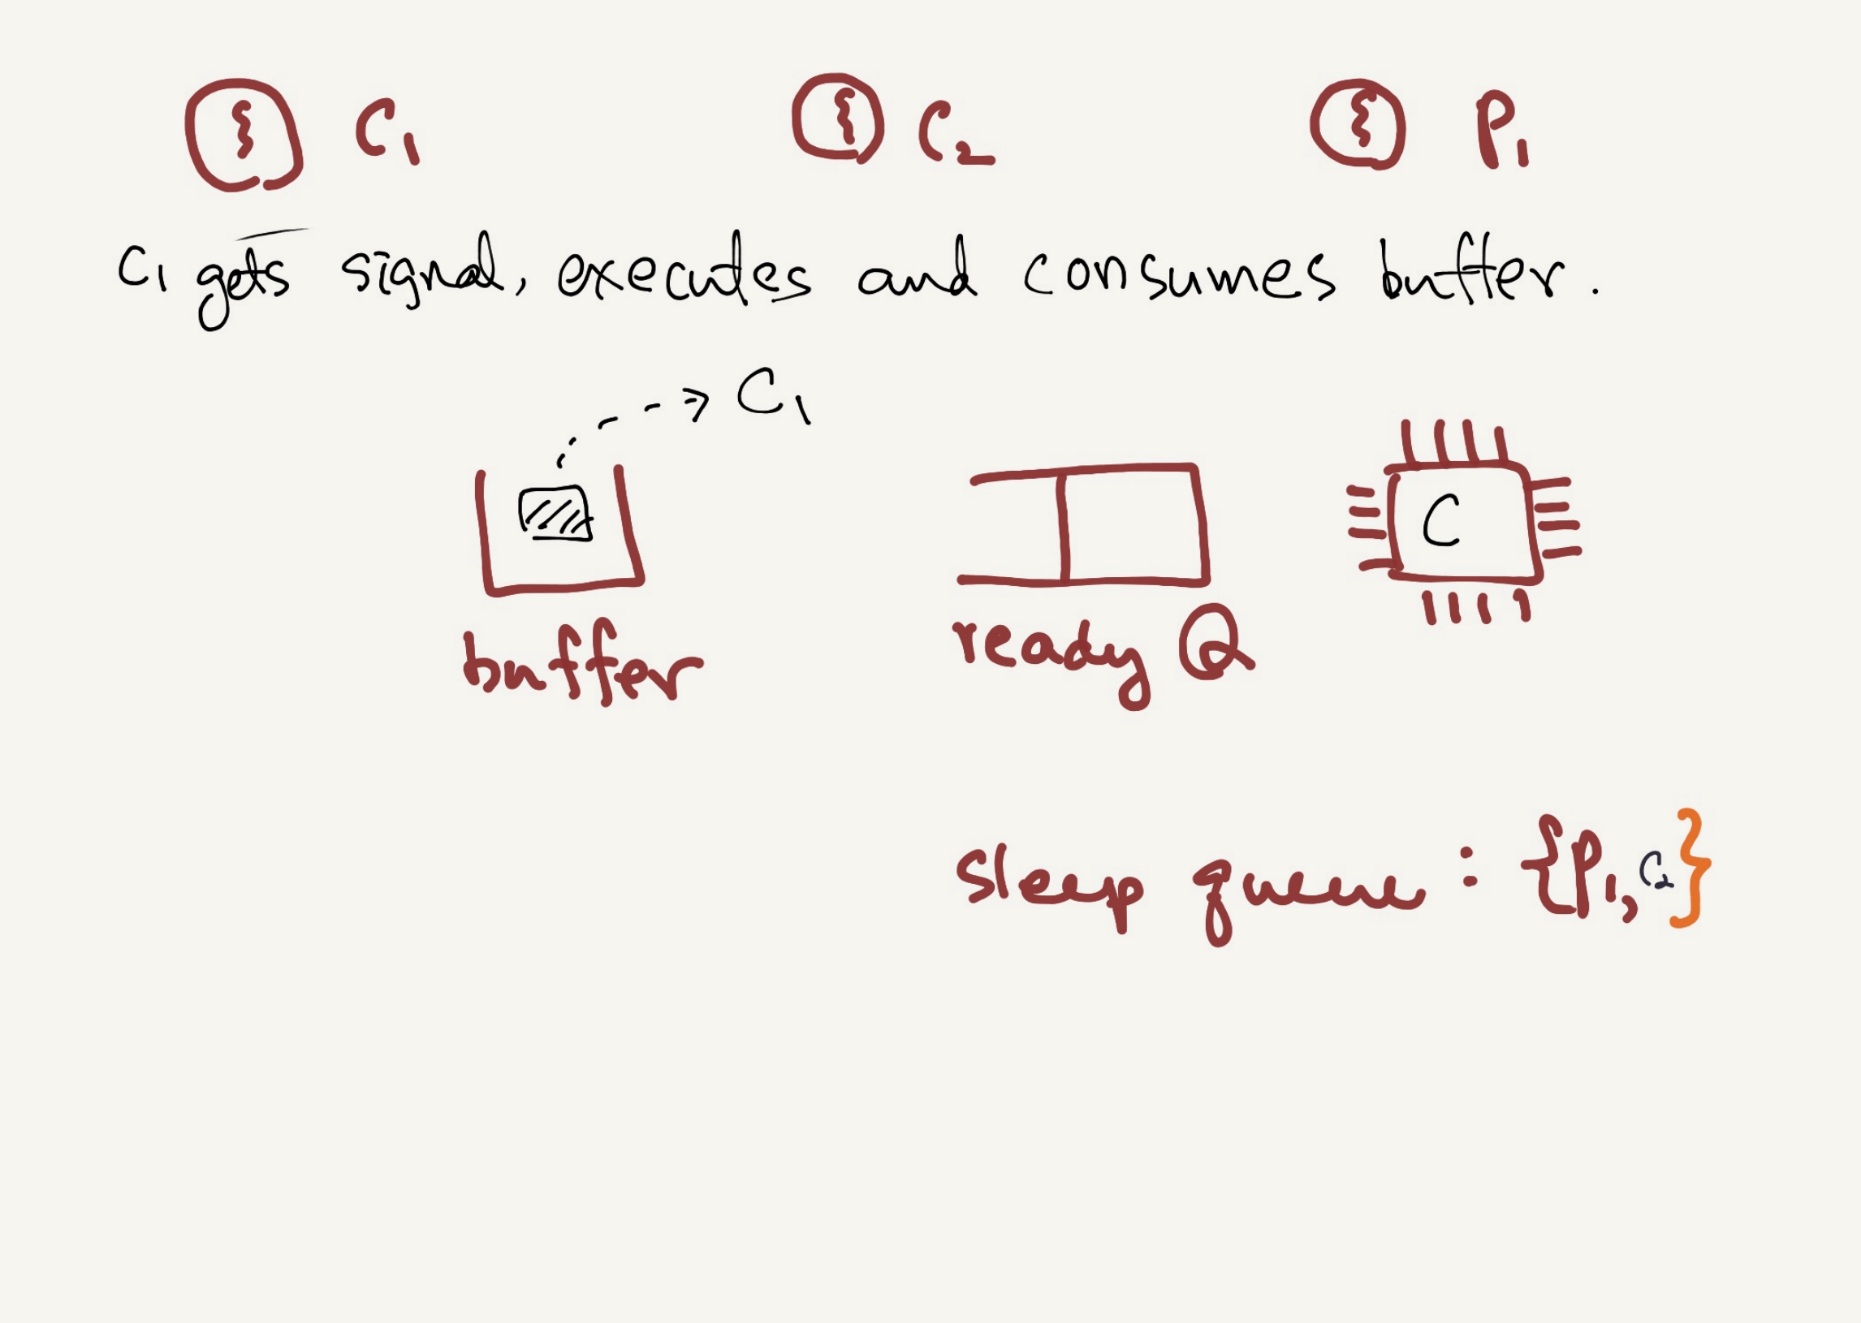 C₁ C₂ P₁
C₁ gets signal, executes and consumes buffer.
C₁
C
buffer
ready Q
sleep queue : {P₁, C₂}